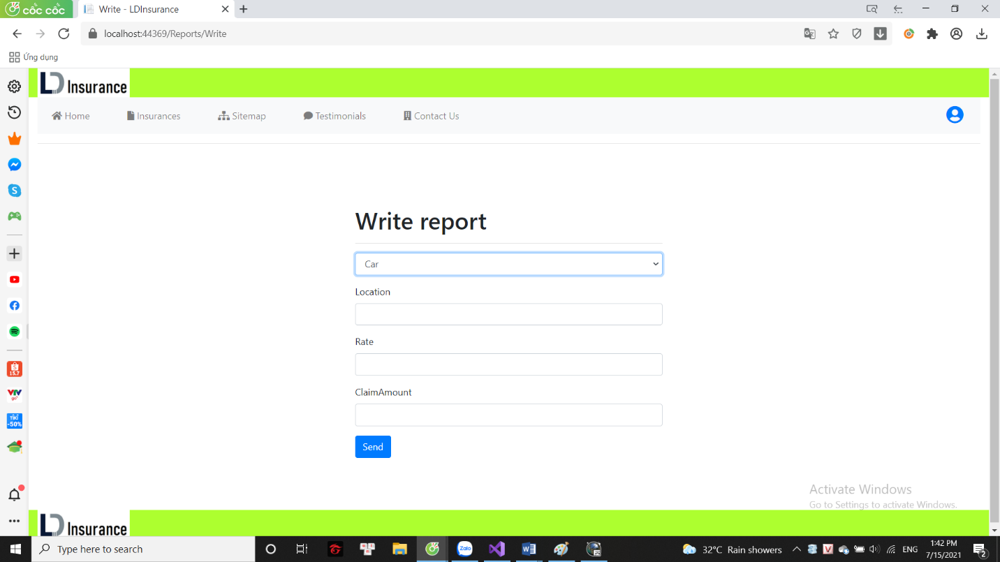 cốc cốc
Write - LDInsurance
localhost:44369/Reports/Write
Ứng dụng
LD Insurance
Home Insurances Sitemap Testimonials Contact Us
Write report
Car
Location
Rate
ClaimAmount
Send
15.7
VTV
go
TIKI
-50%
Activate Windows
Go to Settings to activate Windows.
LD Insurance
Type here to search
Zalo
32°C Rain showers
ENG
1:42 PM
7/15/2021
2